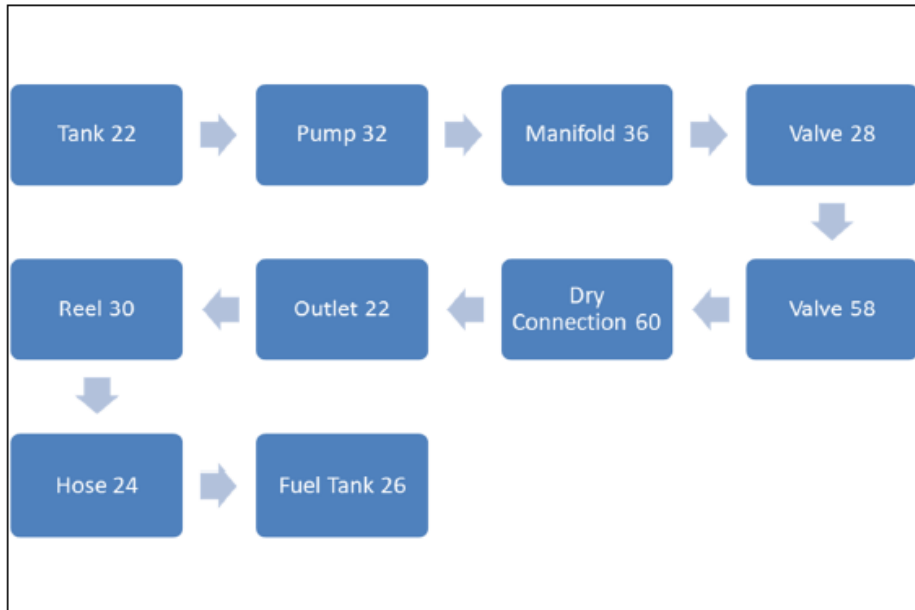 Tank 22
Pump 32
Manifold 36
Valve 28
Valve 58
Dry
Connection 60
Outlet 22
Reel 30
Hose 24
Fuel Tank 26